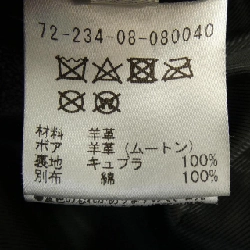 72-234-08-080040
材料 羊革
ボア 羊革(ムートン)
裏地 キュプラ 100%
別布 綿 100%